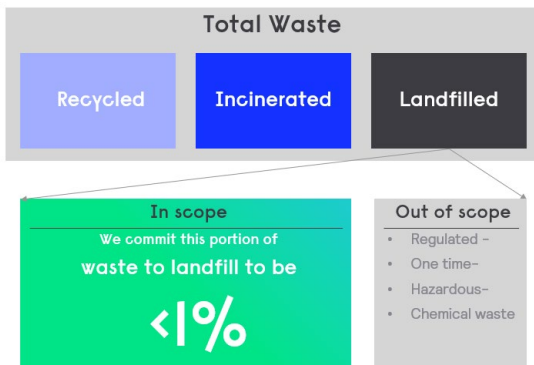 Total Waste
Recycled
Incinerated
Landfilled
In scope
We commit this portion of
waste to landfill to be
<1%
Out of scope
• Regulated -
• One time-
• Hazardous-
• Chemical waste